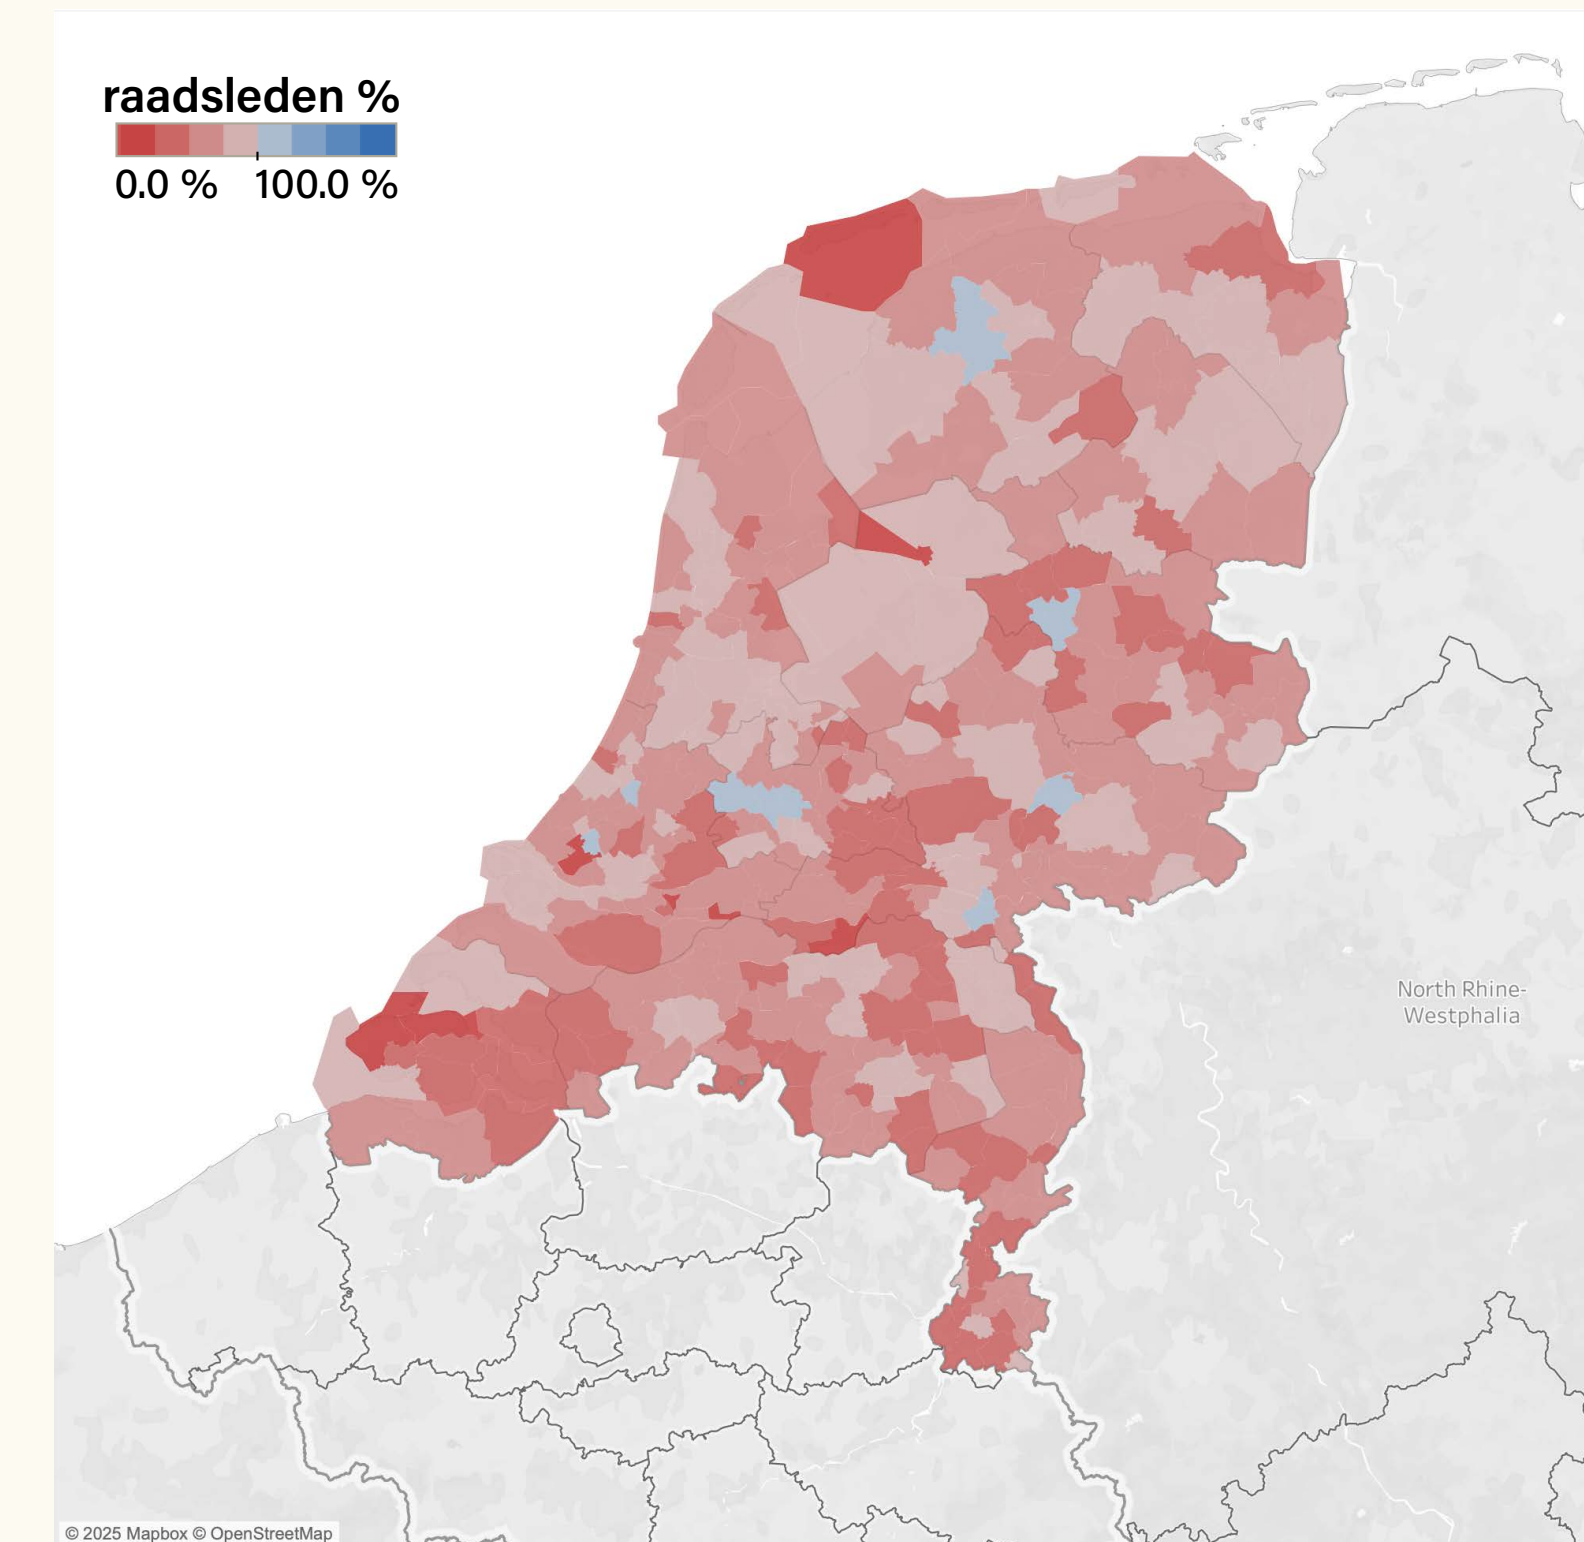 raadsleden %
0.0 % 100.0 %
North Rhine-
Westphalia
© 2025 Mapbox © OpenStreetMap